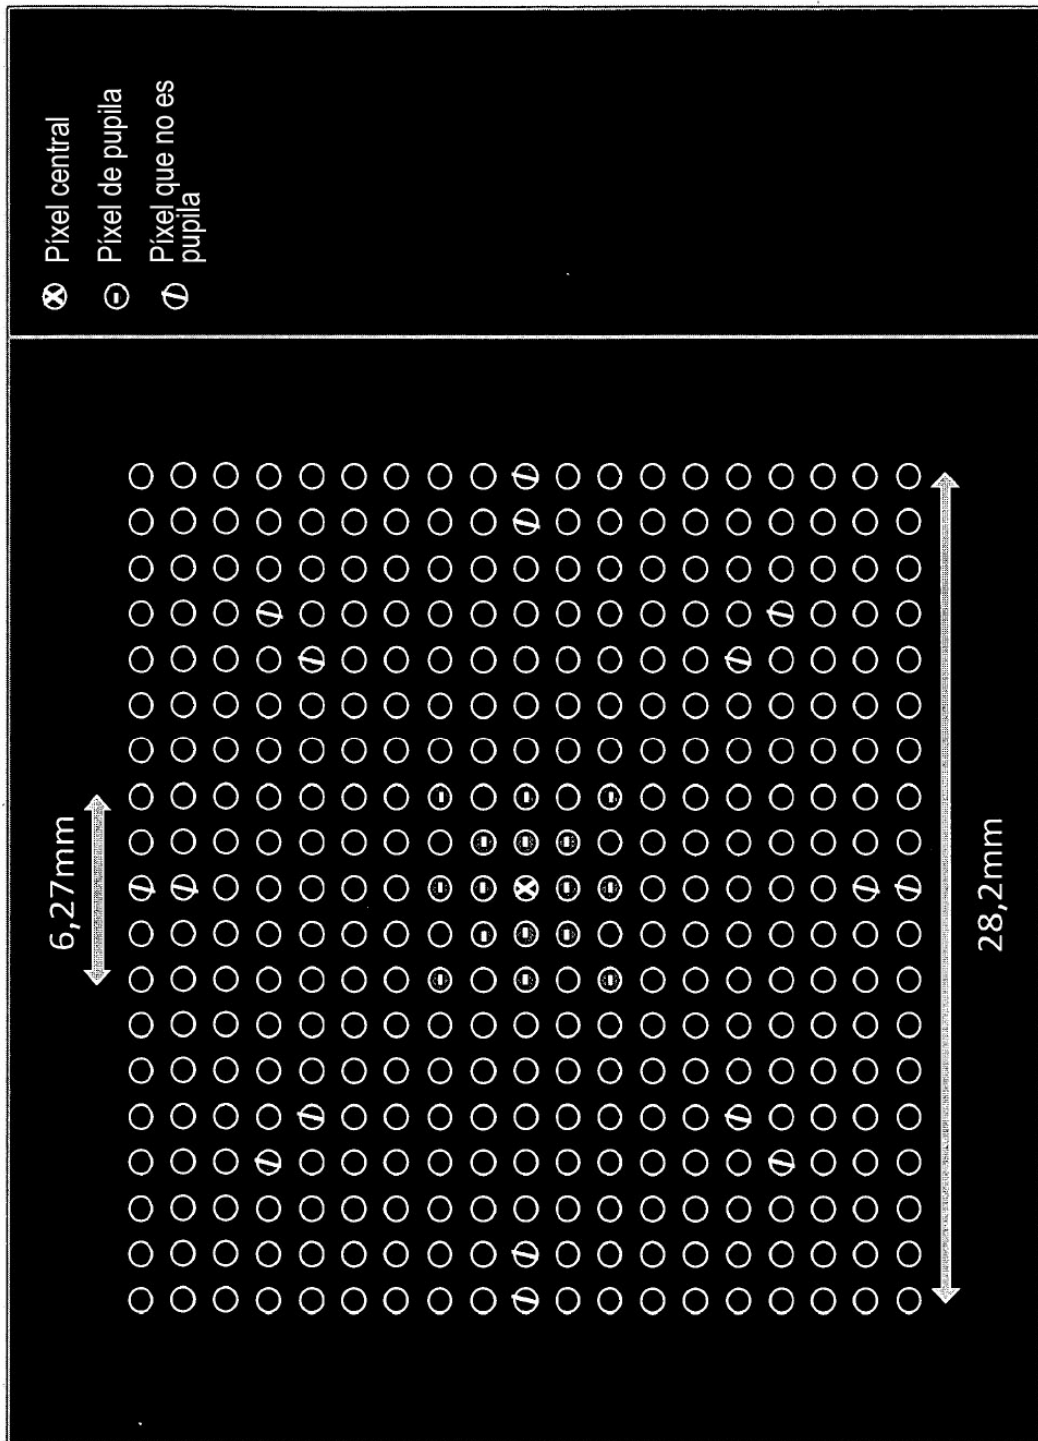 Píxel central
Píxel de pupila
Píxel que no es
pupila
6,27mm
28,2mm